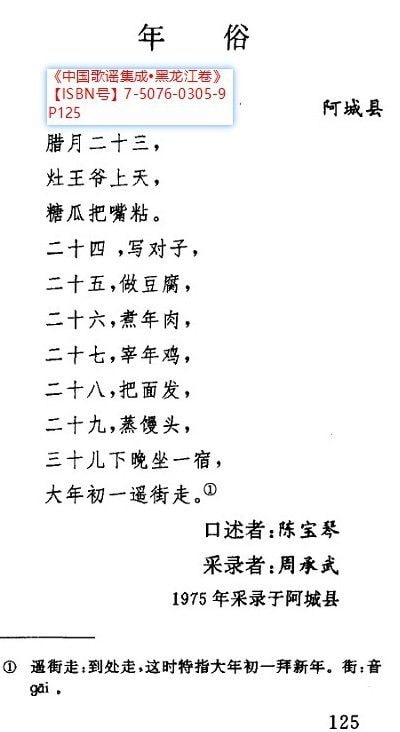 年 俗
《中国歌谣集成•黑龙江卷》
【ISBN号】7-5076-0305-9
P125
阿城县
腊月二十三，
灶王爷上天，
糖瓜把嘴粘。
二十四，写对子，
二十五，做豆腐，
二十六，煮年肉，
二十七，宰年鸡，
二十八，把面发，
二十九，蒸馒头，
三十儿下晚坐一宿，
大年初一遥街走。①
口述者：陈宝琴
采录者：周承武
1975年采录于阿城县
① 遥街走：到处走，这时特指大年初一拜新年。街：音
gāi。
125